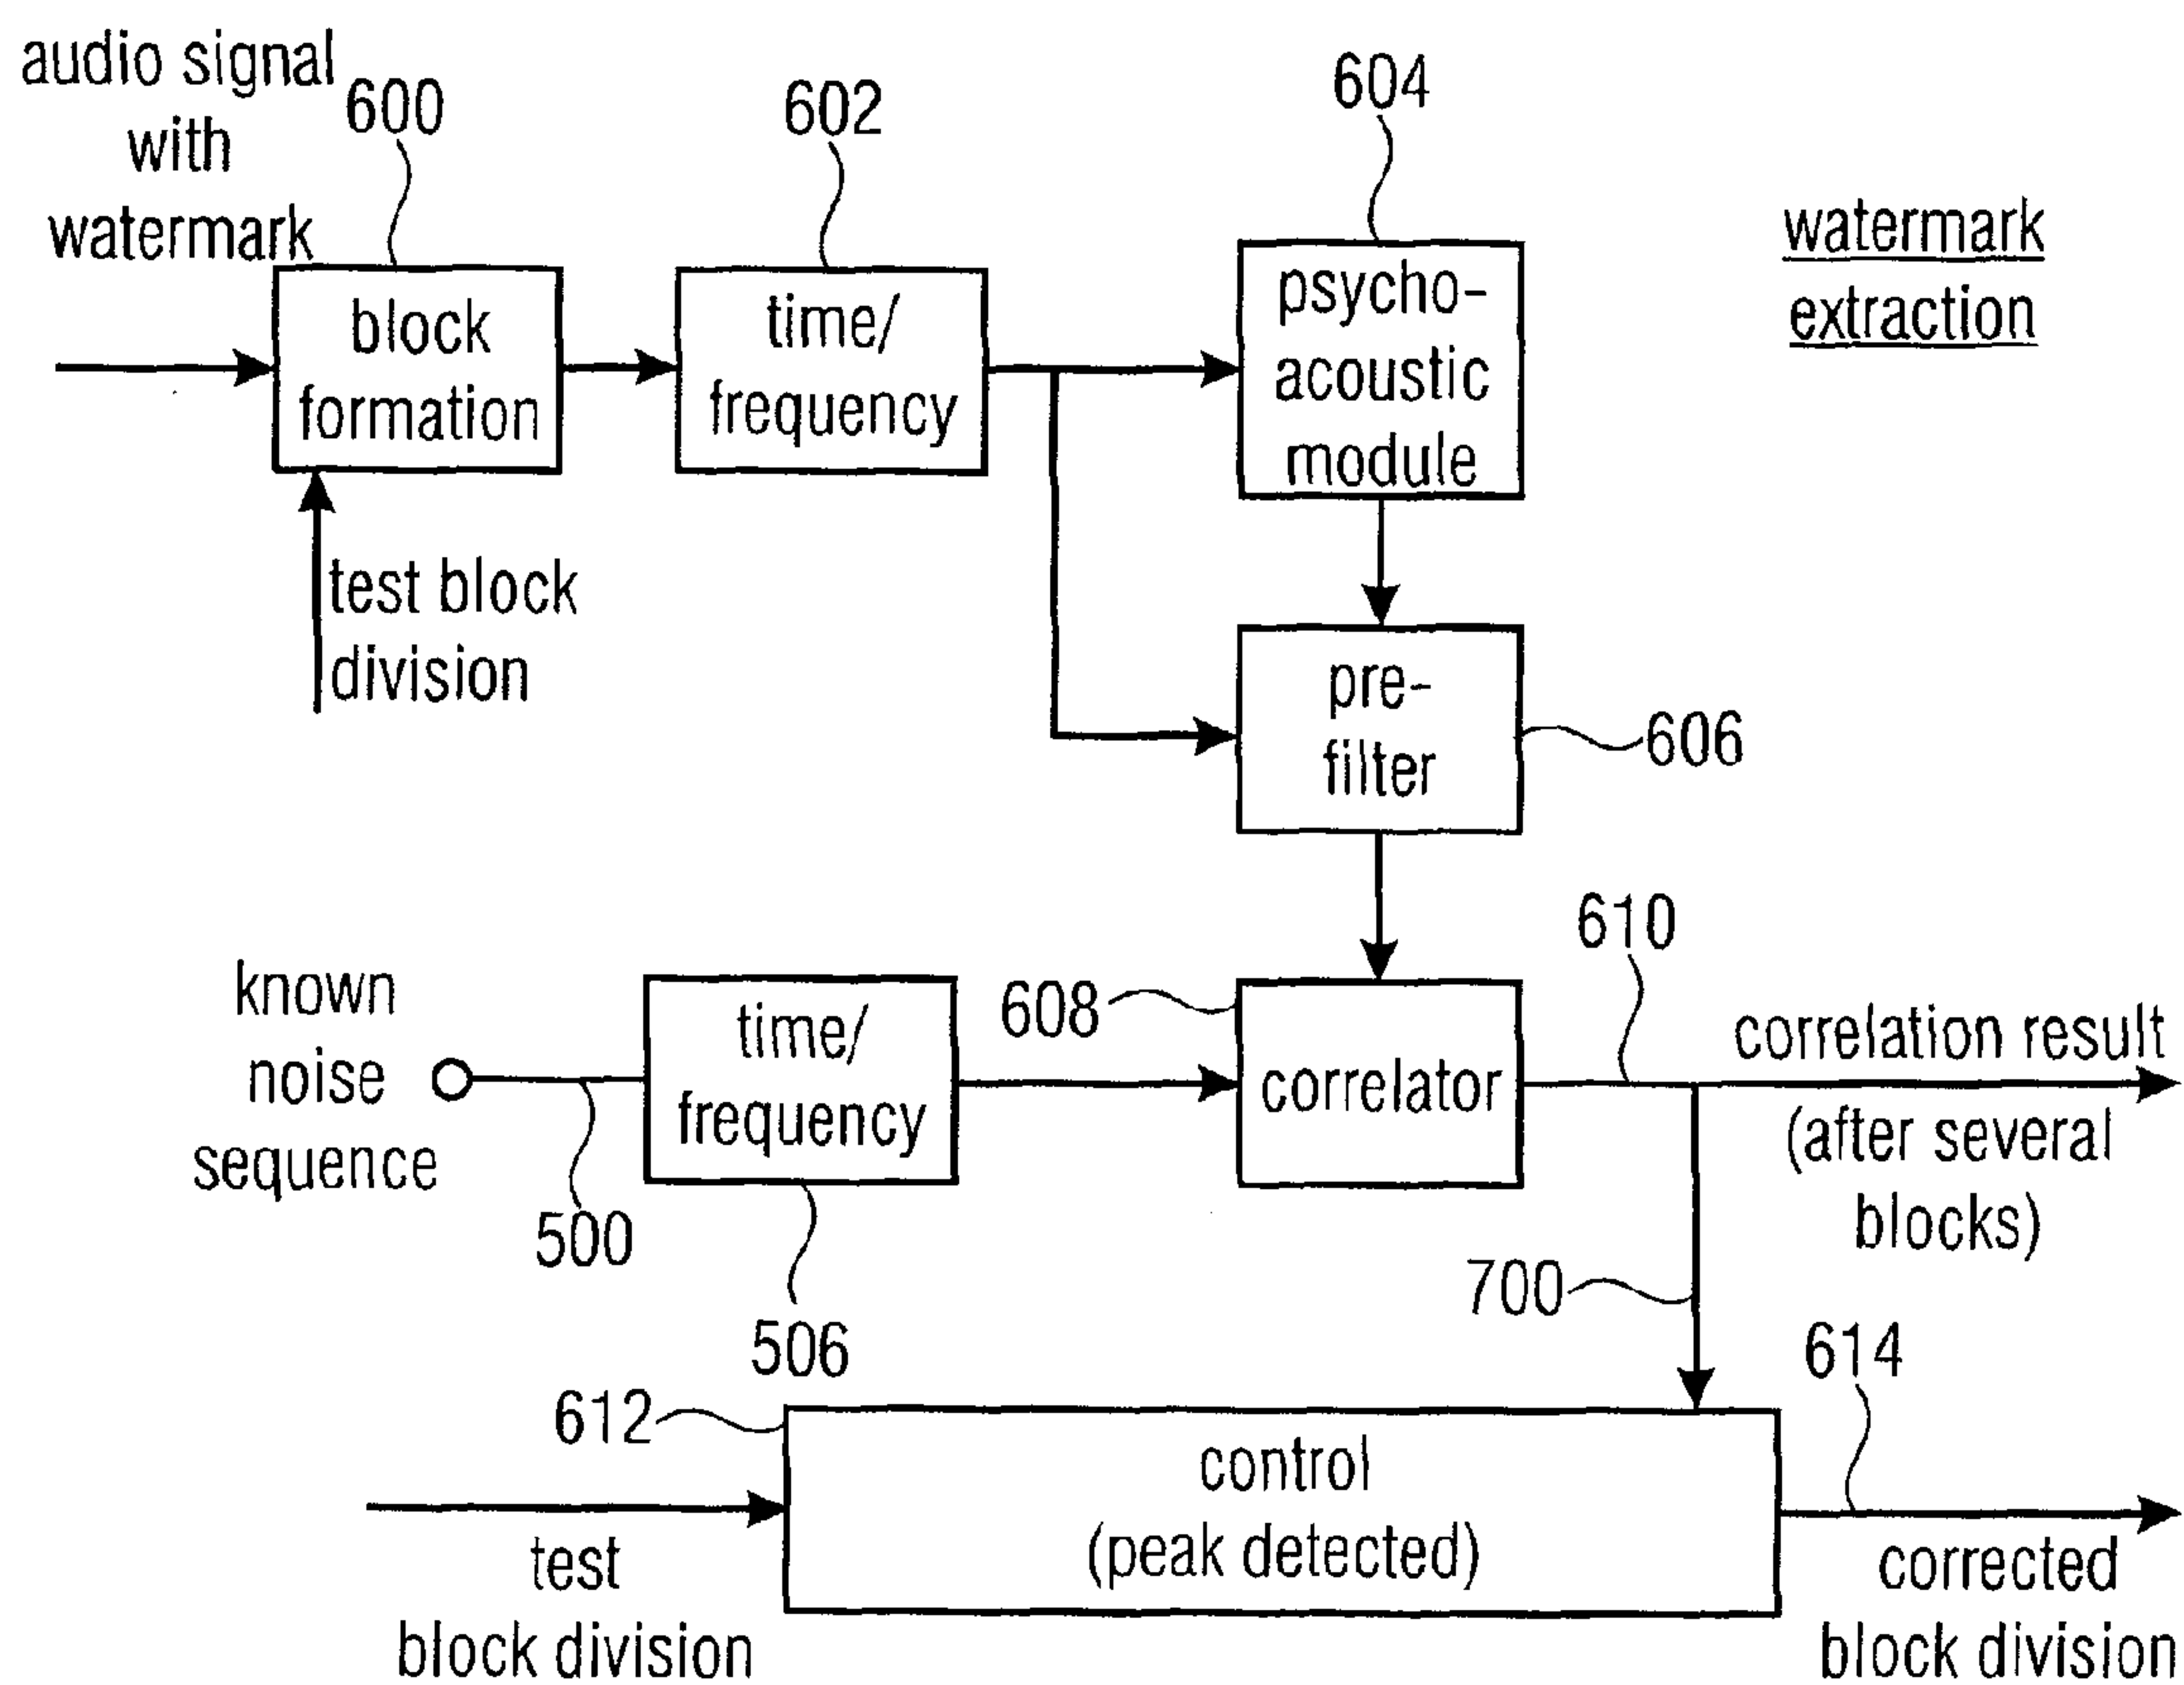 audio signal
with
watermark
600
602
604
watermark
extraction
block
formation
time/
frequency
psycho-
acoustic
module
test block
division
pre-
filter
606
known
noise
sequence
500
time/
frequency
506
608
correlator
610
correlation result
(after several
blocks)
700
612
614
control
(peak detected)
test
block division
corrected
block division